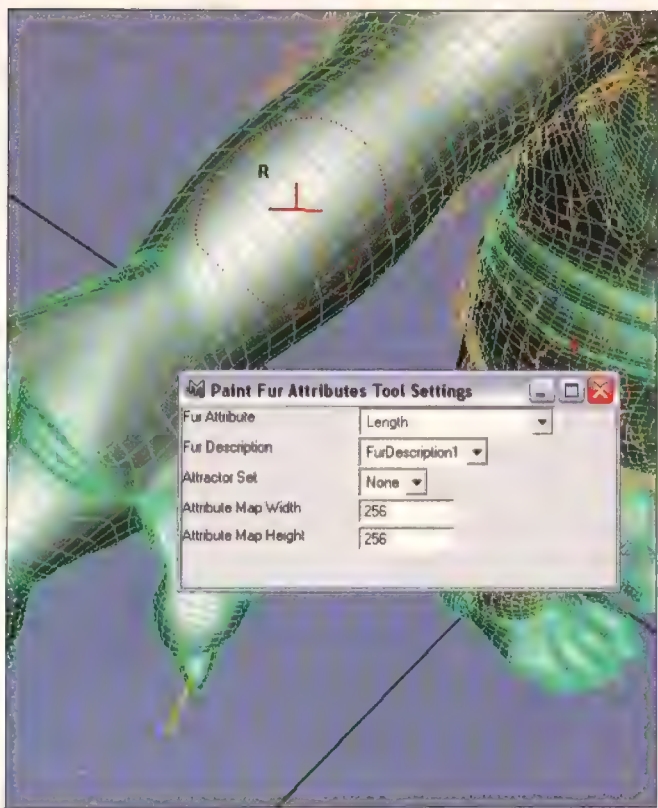 R
Paint Fur Attributes Tool Settings
Fur Attribute Length
Fur Description FurDescription1
Attractor Set None
Attribute Map Width 256
Attribute Map Height 256